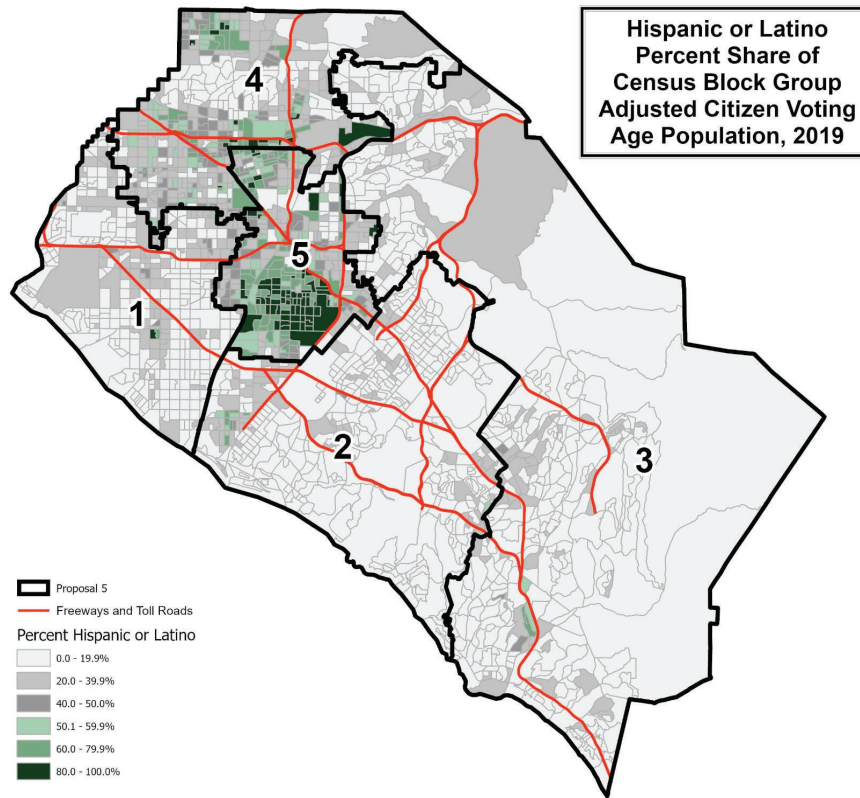 Hispanic or Latino
Percent Share of
Census Block Group
Adjusted Citizen Voting
Age Population, 2019
4
5
1
2
3
Proposal 5
Freeways and Toll Roads
Percent Hispanic or Latino
0.0 - 19.9%
20.0 - 39.9%
40.0 - 50.0%
50.1 - 59.9%
60.0 - 79.9%
80.0 - 100.0%